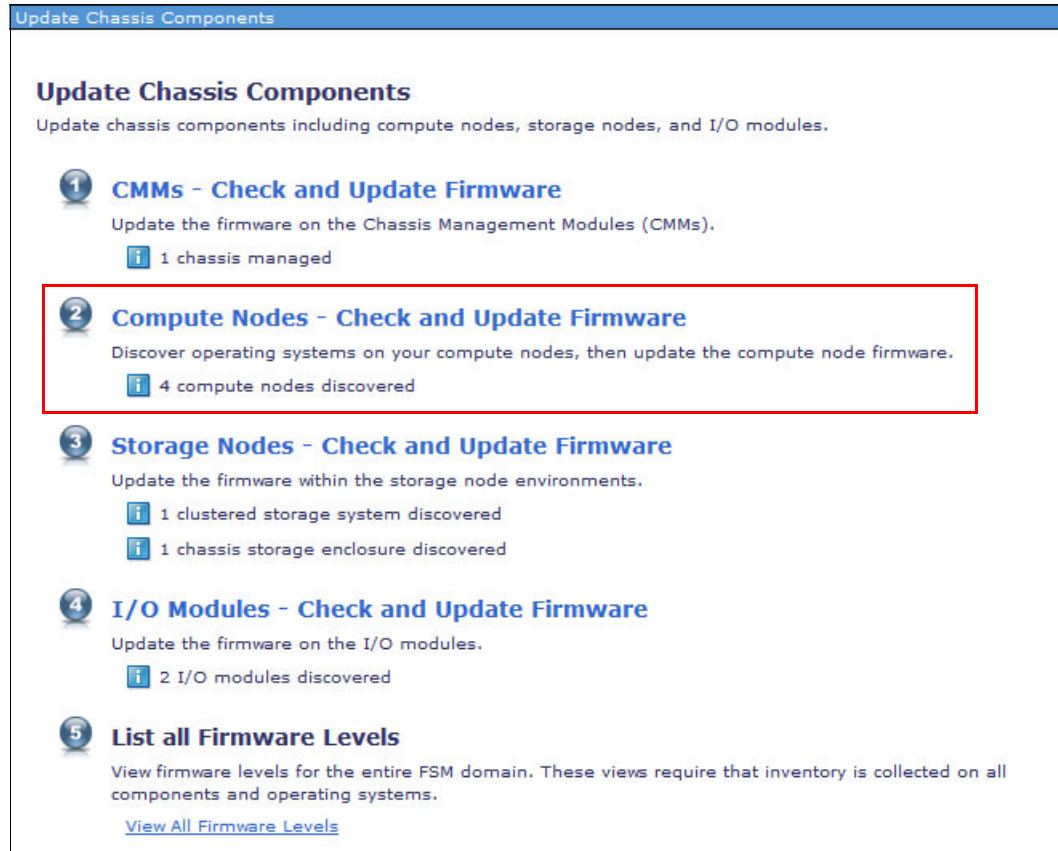 Update Chassis Components
Update Chassis Components
Update chassis components including compute nodes, storage nodes, and I/O modules.
1 CMMs - Check and Update Firmware
Update the firmware on the Chassis Management Modules (CMMs).
i 1 chassis managed
2 Compute Nodes - Check and Update Firmware
Discover operating systems on your compute nodes, then update the compute node firmware.
i 4 compute nodes discovered
3 Storage Nodes - Check and Update Firmware
Update the firmware within the storage node environments.
i 1 clustered storage system discovered
i 1 chassis storage enclosure discovered
4 I/O Modules - Check and Update Firmware
Update the firmware on the I/O modules.
i 2 I/O modules discovered
5 List all Firmware Levels
View firmware levels for the entire FSM domain. These views require that inventory is collected on all
components and operating systems.
View All Firmware Levels